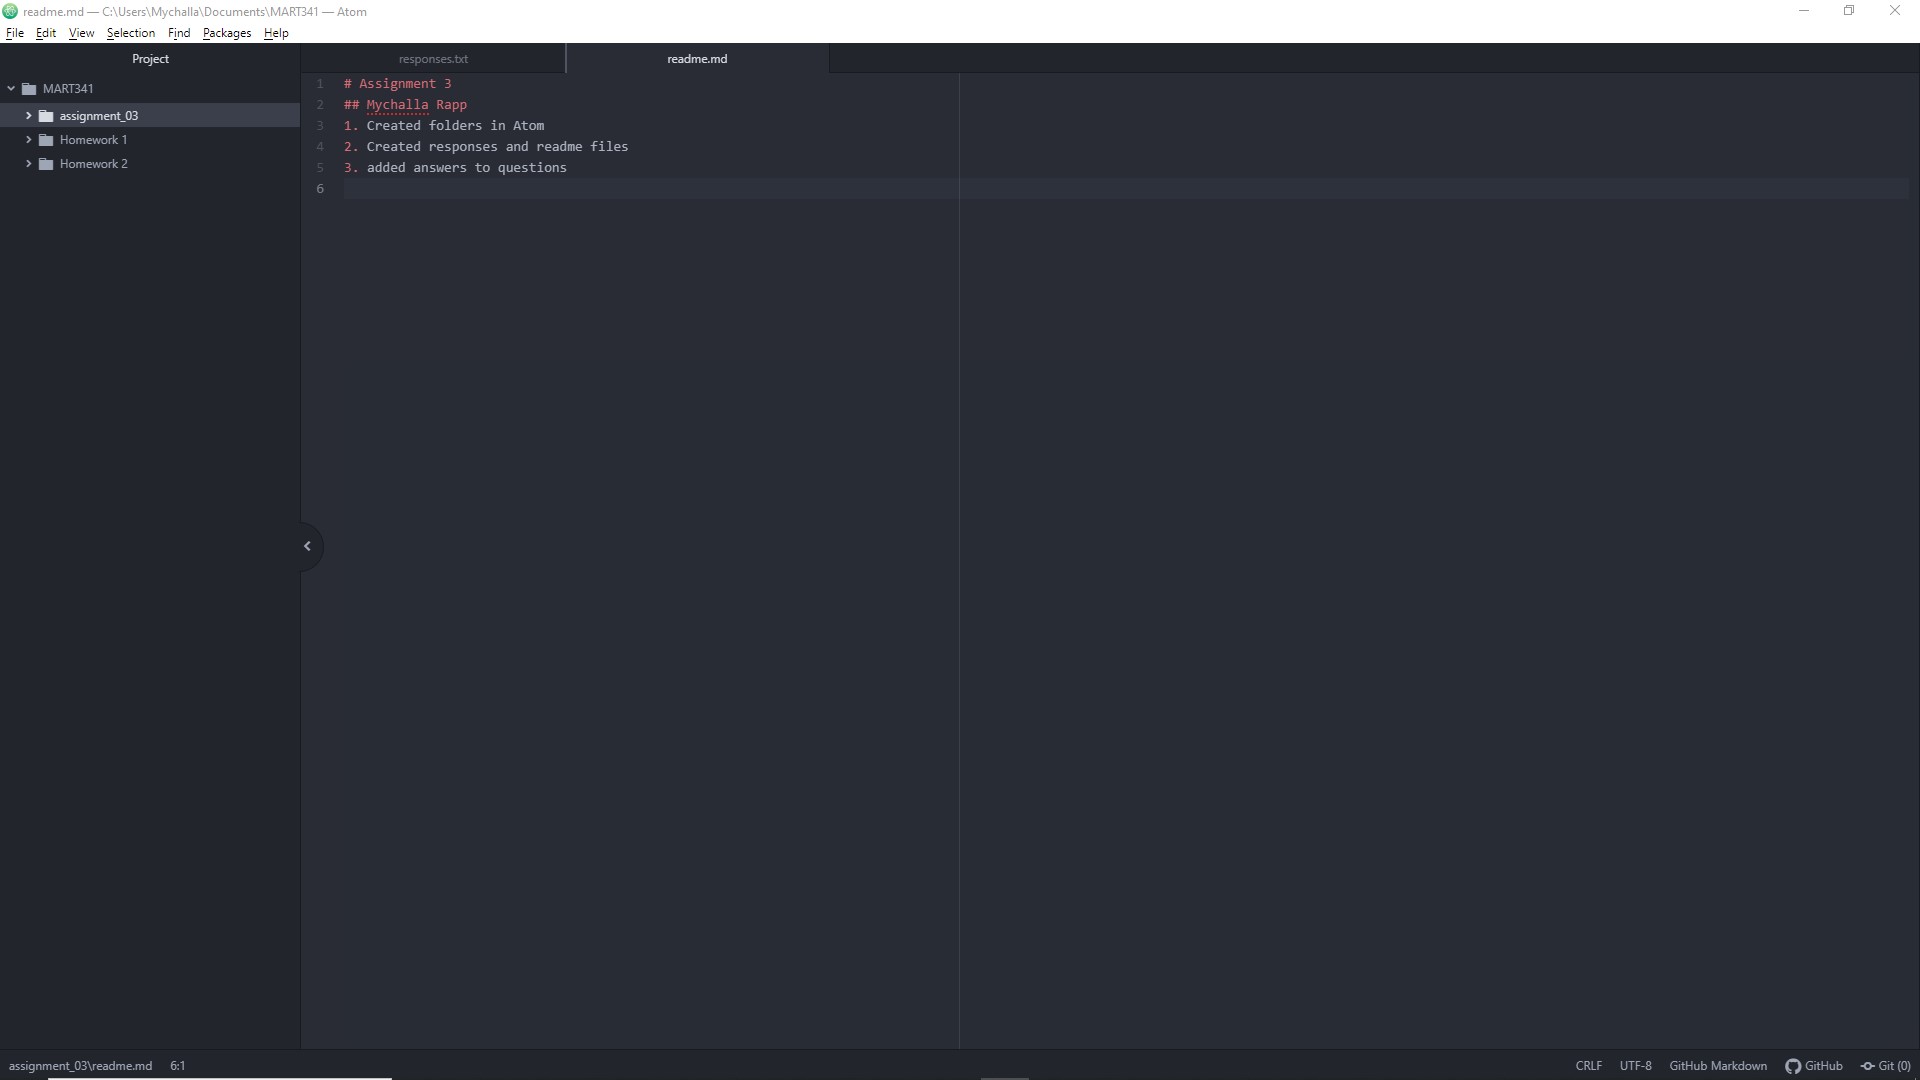 readme.md — C:\Users\Mychalla\Documents\MART341 — Atom
File Edit View Selection Find Packages Help
Project
responses.txt
readme.md
MART341
assignment_03
Homework 1
Homework 2
1 # Assignment 3
2 ## Mychalla Rapp
3 1. Created folders in Atom
4 2. Created responses and readme files
5 3. added answers to questions
6
assignment_03\readme.md 6:1
CRLF UTF-8 GitHub Markdown GitHub Git (0)